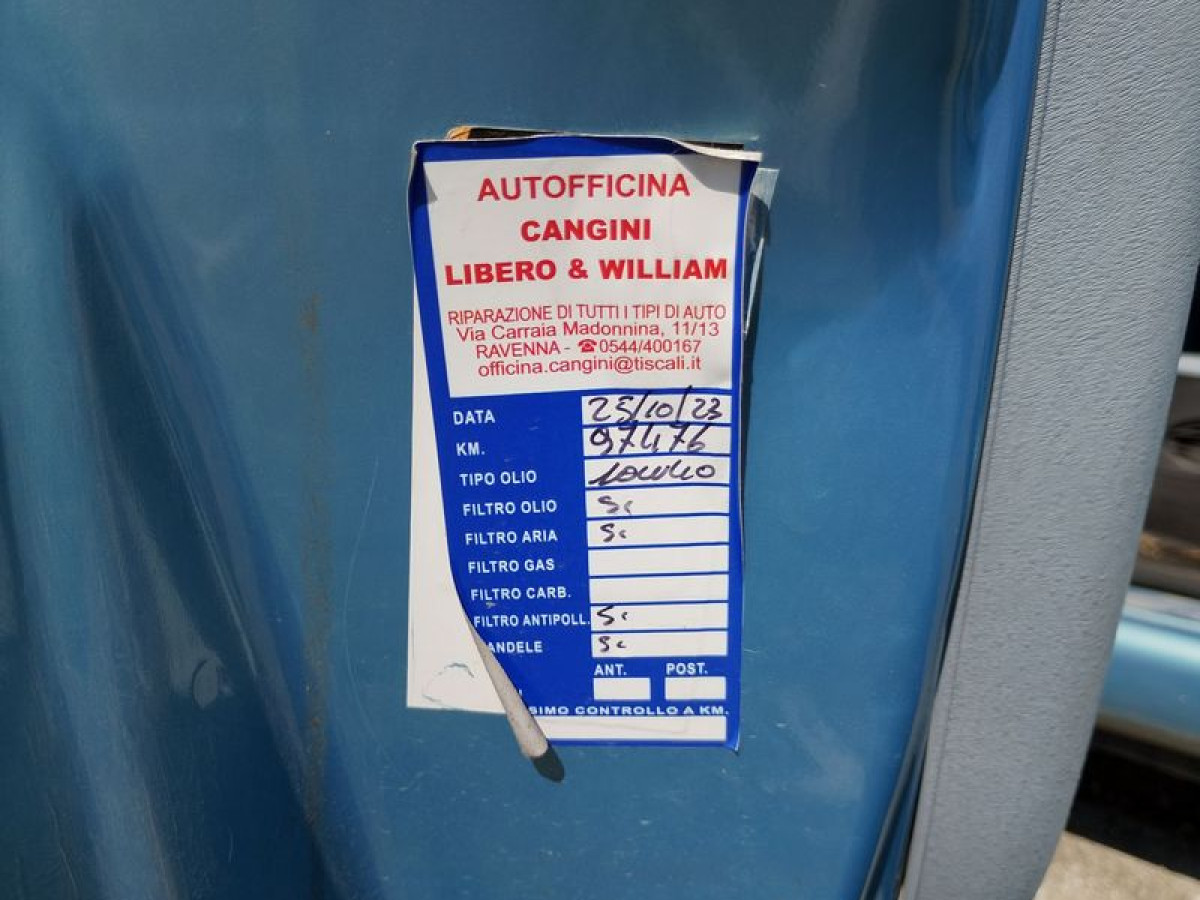 AUTOFFICINA
CANGINI
LIBERO & WILLIAM
RIPARAZIONE DI TUTTI I TIPI DI AUTO
Via Carraia Madonnina, 11/13
RAVENNA - ☎0544/400167
officina.cangini@tiscali.it
DATA 25/10/23
KM. 97476
TIPO OLIO 10W40
FILTRO OLIO Si
FILTRO ARIA Si
FILTRO GAS
FILTRO CARB.
FILTRO ANTIPOLL. Si
ANDELE Si
ANT. POST.
SIMO CONTROLLO A KM.